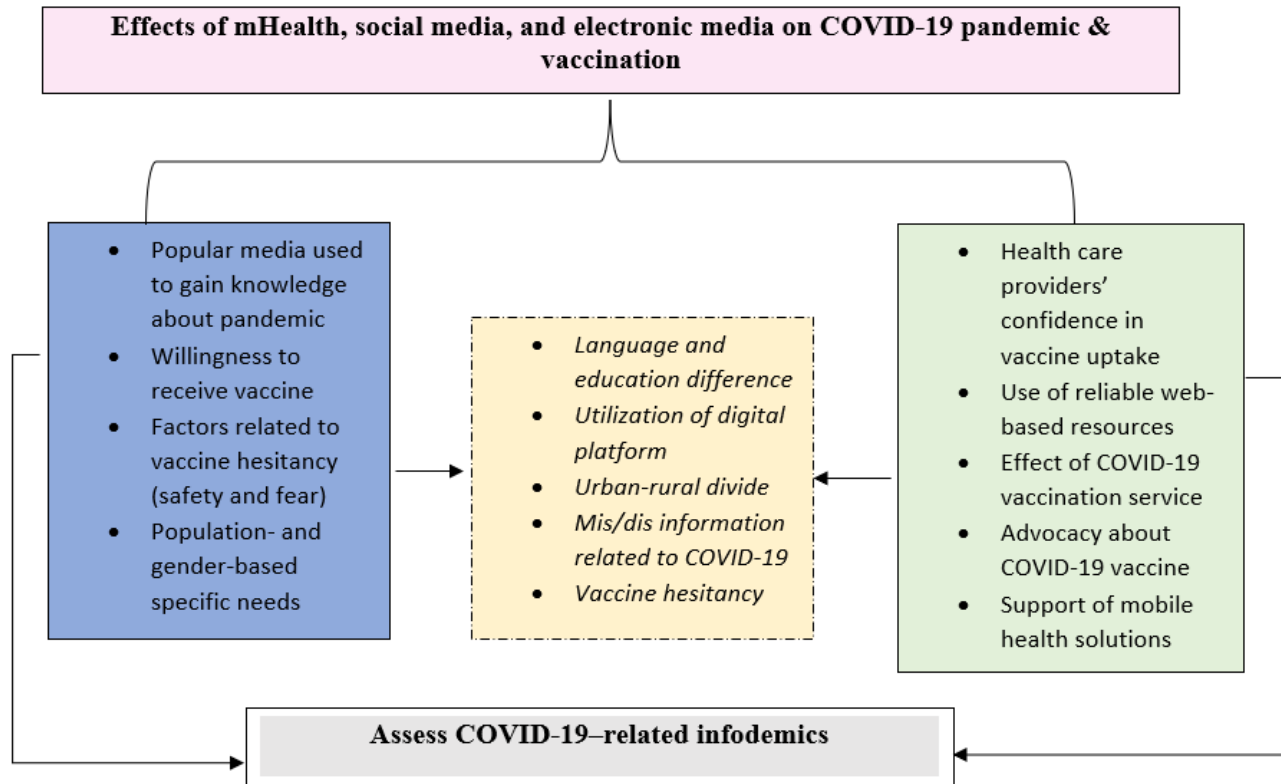 Effects of mHealth, social media, and electronic media on COVID-19 pandemic &
vaccination
• Popular media used
to gain knowledge
about pandemic
• Willingness to
receive vaccine
• Factors related to
vaccine hesitancy
(safety and fear)
• Population- and
gender-based
specific needs
• Language and
education difference
• Utilization of digital
platform
• Urban-rural divide
• Mis/dis information
related to COVID-19
• Vaccine hesitancy
• Health care
providers’
confidence in
vaccine uptake
• Use of reliable web-
based resources
• Effect of COVID-19
vaccination service
• Advocacy about
COVID-19 vaccine
• Support of mobile
health solutions
Assess COVID-19–related infodemics